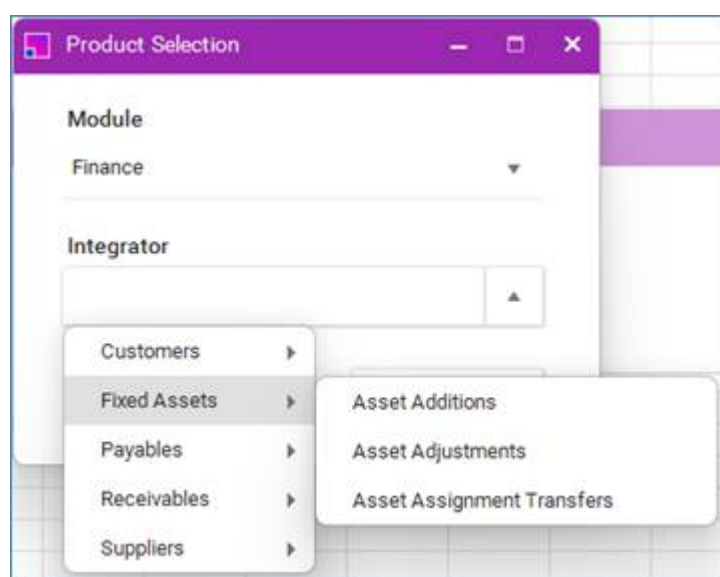 Product Selection
Module
Finance
Integrator
Customers
Fixed Assets
Asset Additions
Payables
Asset Adjustments
Receivables
Asset Assignment Transfers
Suppliers